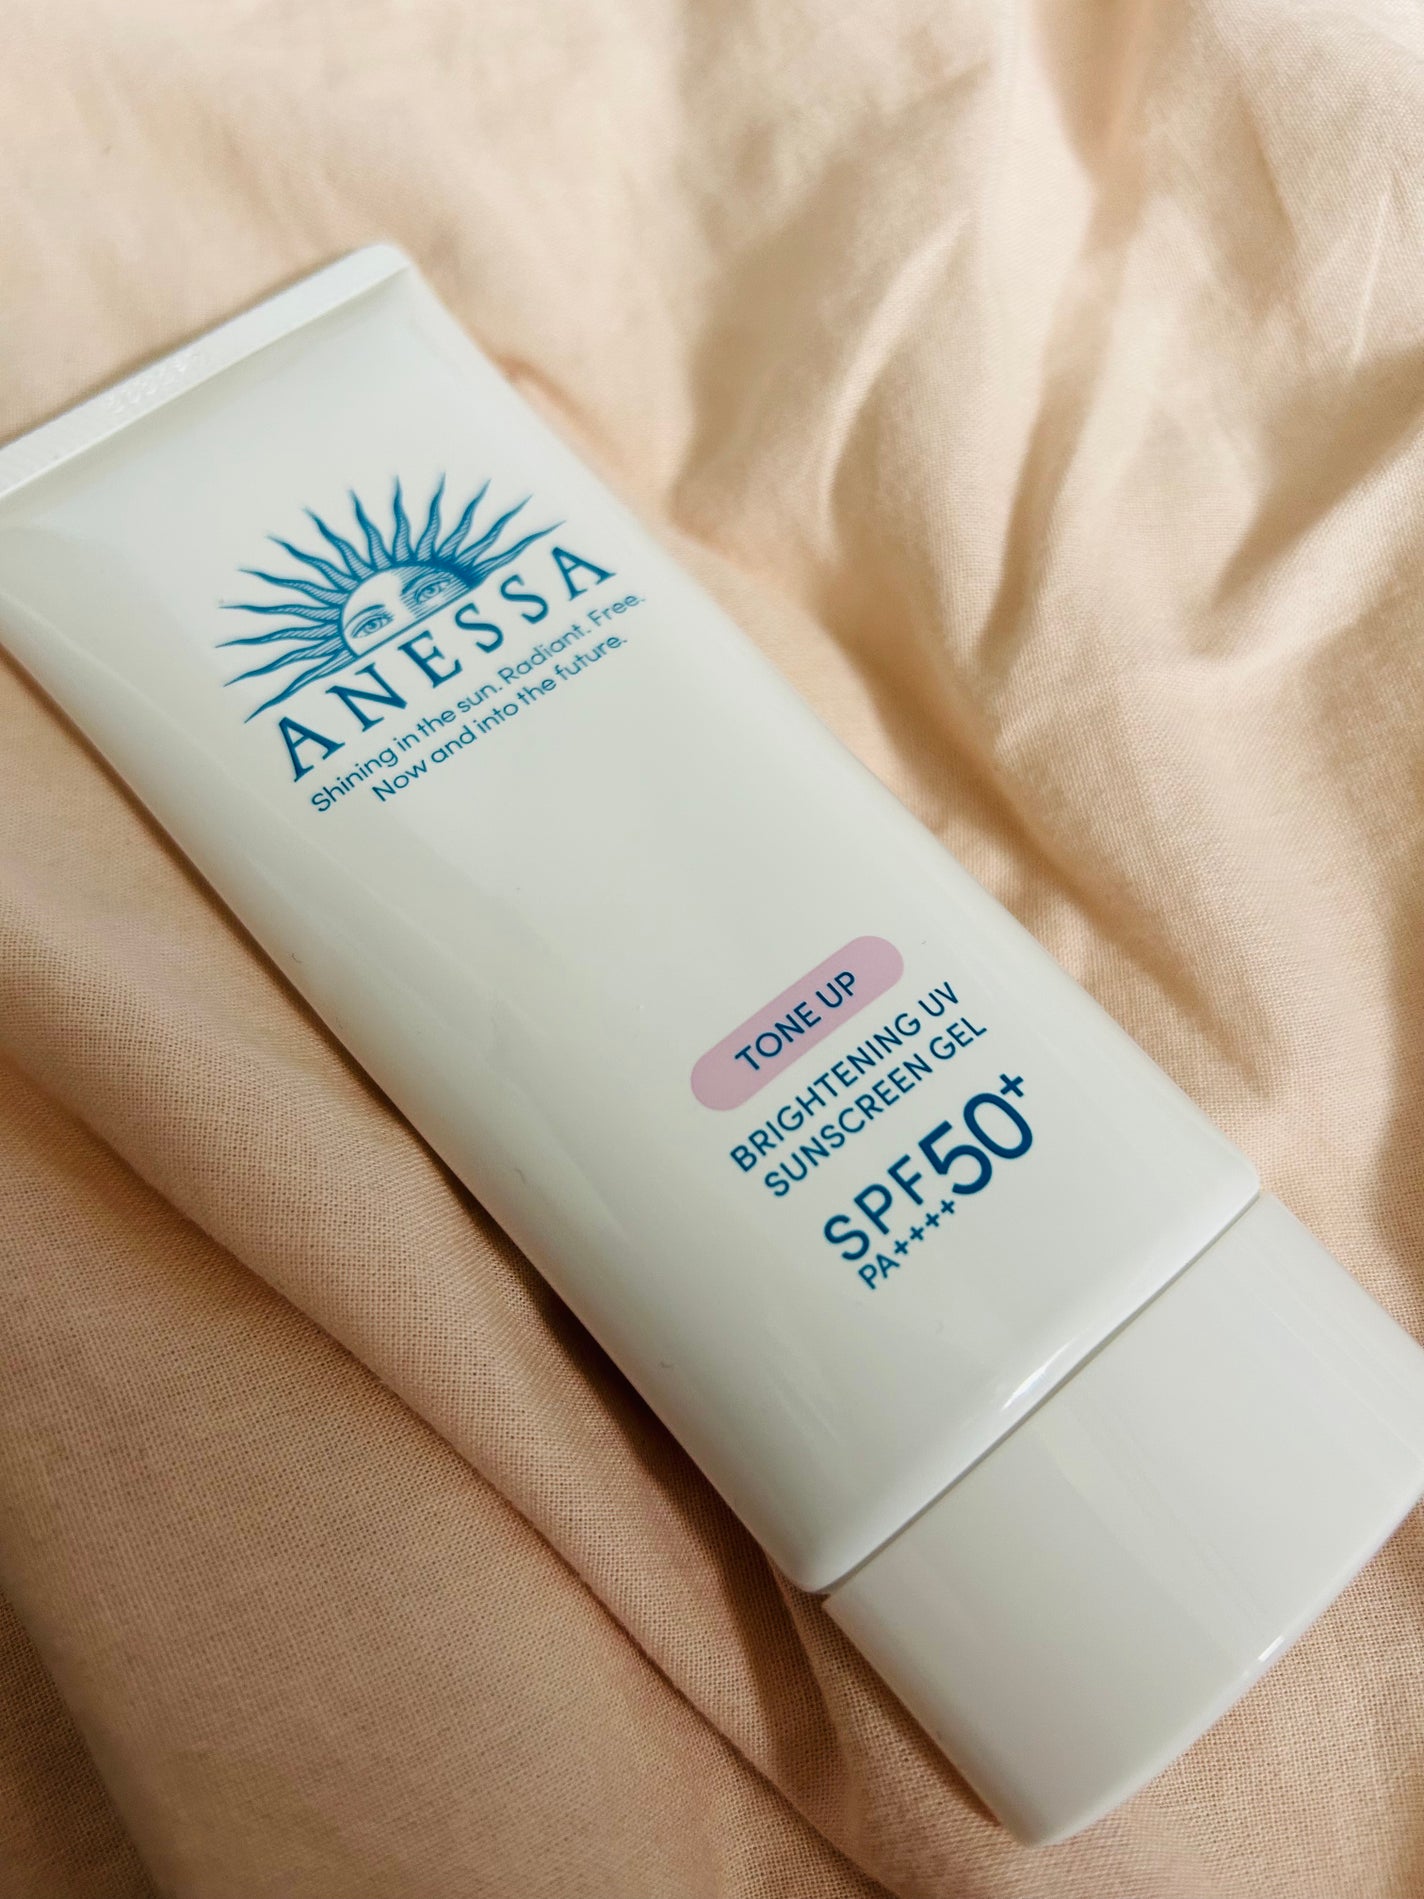 ANESSA
Shining in the sun. Radiant. Free.
Now and into the future.
TONE UP
BRIGHTENING UV
SUNSCREEN GEL
SPF50+
PA++++